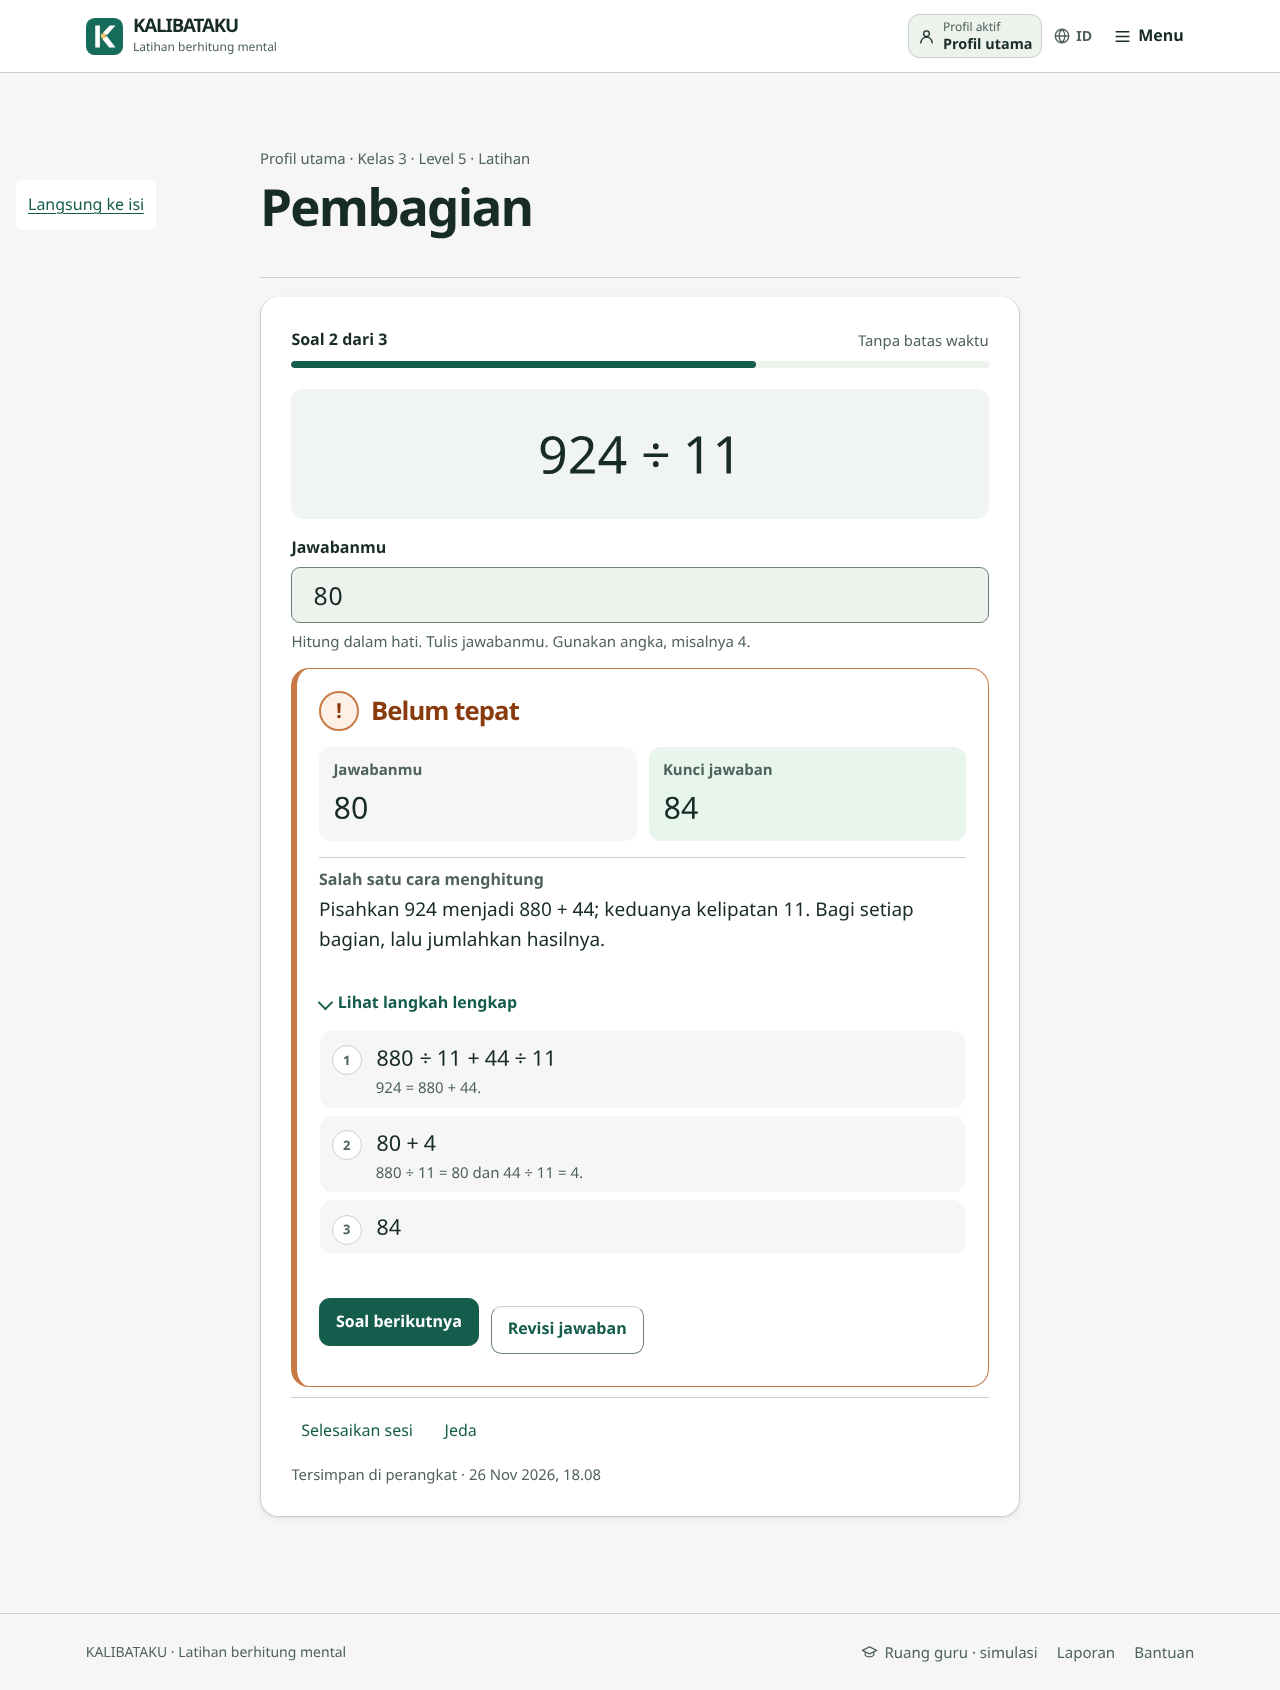 KALIBATAKU
Latihan berhitung mental
Profil aktif
Profil utama
ID
Menu
Profil utama · Kelas 3 · Level 5 · Latihan
Langsung ke isi
Pembagian
Soal 2 dari 3
Tanpa batas waktu
924 ÷ 11
Jawabanmu
80
Hitung dalam hati. Tulis jawabanmu. Gunakan angka, misalnya 4.
!
Belum tepat
Jawabanmu
80
Kunci jawaban
84
Salah satu cara menghitung
Pisahkan 924 menjadi 880 + 44; keduanya kelipatan 11. Bagi setiap
bagian, lalu jumlahkan hasilnya.
Lihat langkah lengkap
1
880 ÷ 11 + 44 ÷ 11
924 = 880 + 44.
2
80 + 4
880 ÷ 11 = 80 dan 44 ÷ 11 = 4.
3
84
Soal berikutnya
Revisi jawaban
Selesaikan sesi
Jeda
Tersimpan di perangkat · 26 Nov 2026, 18.08
KALIBATAKU · Latihan berhitung mental
Ruang guru · simulasi
Laporan
Bantuan